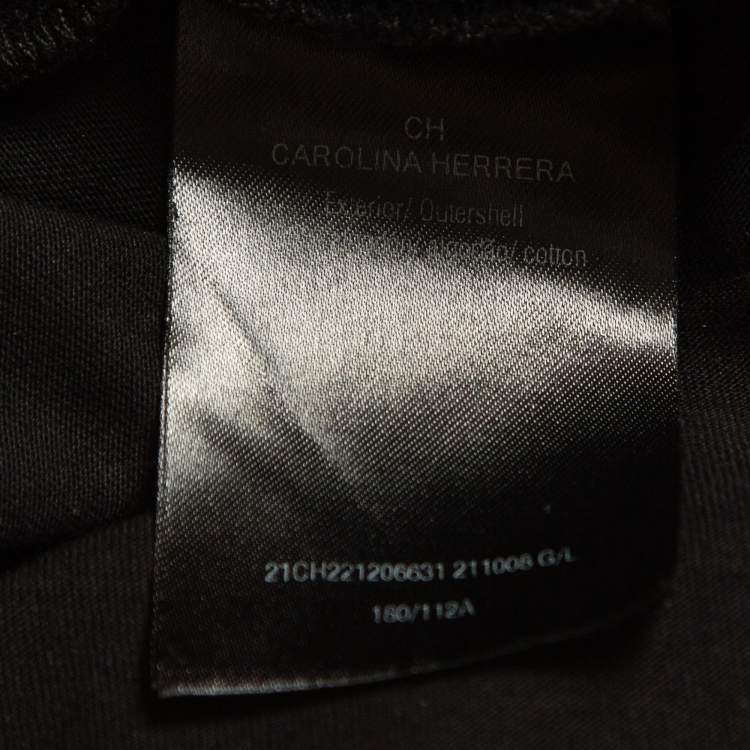 CH
CAROLINA HERRERA
Exterior/ Outershell
algodão/ cotton
21CH221206631 211008 G/L
180/112A